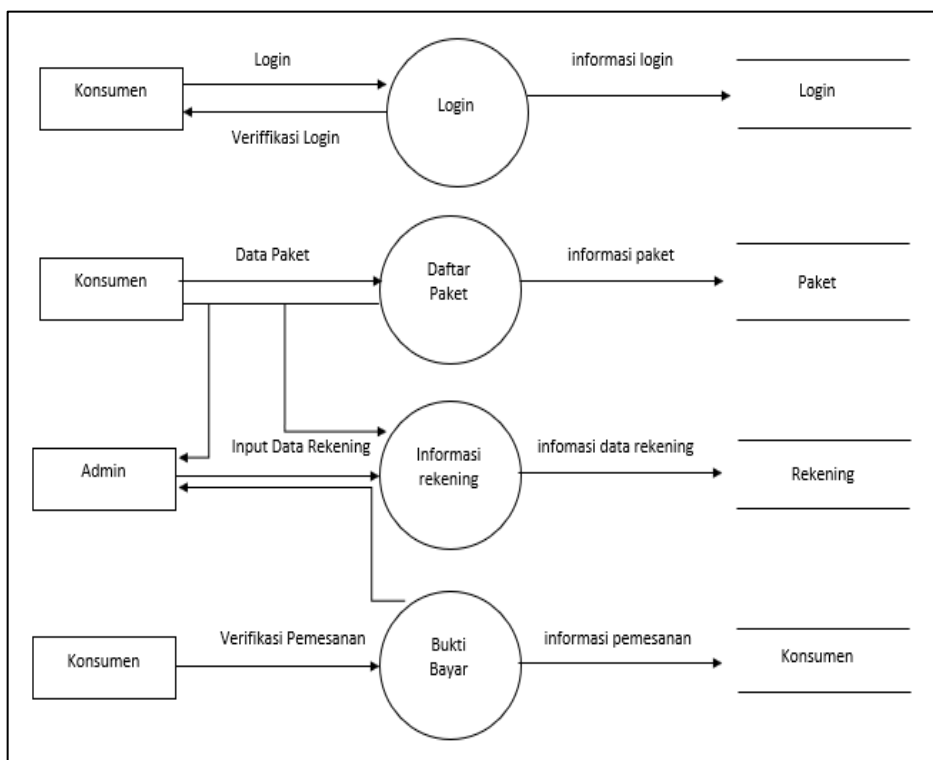 Login
informasi login
Konsumen
Login
Login
Veriffikasi Login
Data Paket
informasi paket
Konsumen
Daftar
Paket
Paket
Input Data Rekening
infomasi data rekening
Admin
Informasi
rekening
Rekening
Verifikasi Pemesanan
informasi pemesanan
Konsumen
Bukti
Bayar
Konsumen